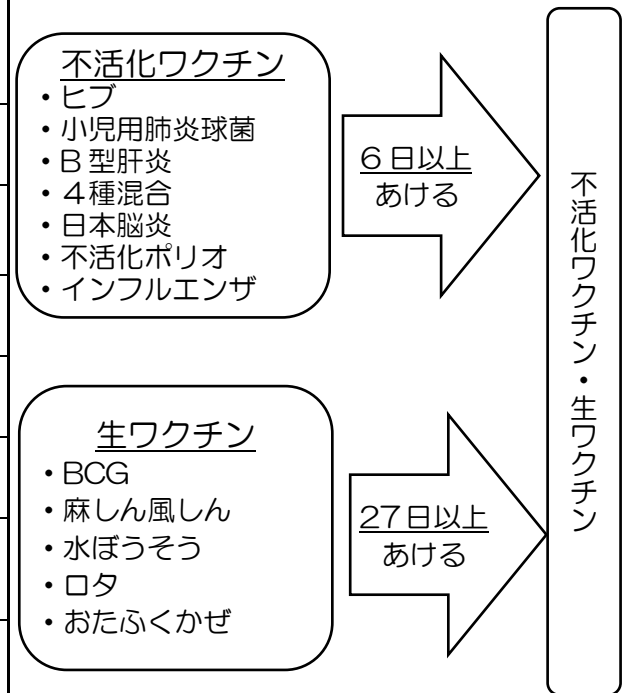 不活化ワクチン
・ヒブ
・小児用肺炎球菌
・B型肝炎
・4種混合
・日本脳炎
・不活化ポリオ
・インフルエンザ
6日以上
あける
生ワクチン
・BCG
・麻しん風しん
・水ぼうそう
・ロタ
・おたふくかぜ
27日以上
あける
不活化ワクチン・生ワクチン